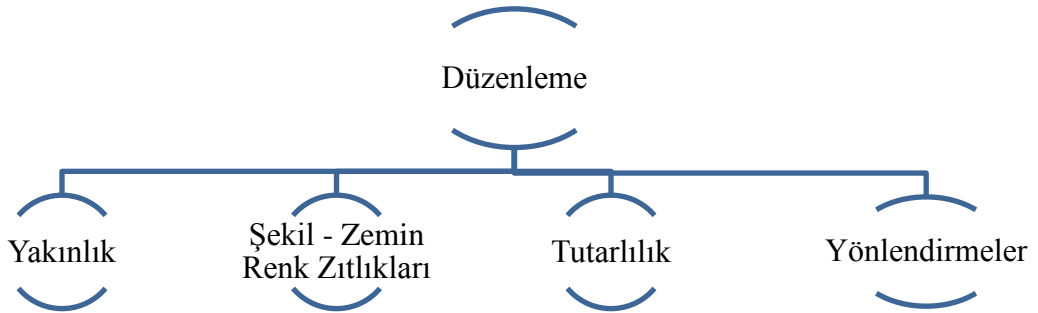 Düzenleme
Yakınlık
Şekil - Zemin
Renk Zıtlıkları
Tutarlılık
Yönlendirmeler